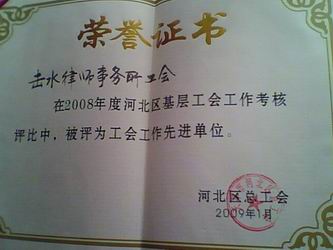 荣誉证书
击水律师事务所工会
在2008年度河北区基层工会工作考核
评比中，被评为工会工作先进单位。
河北区总工会
2009年1月